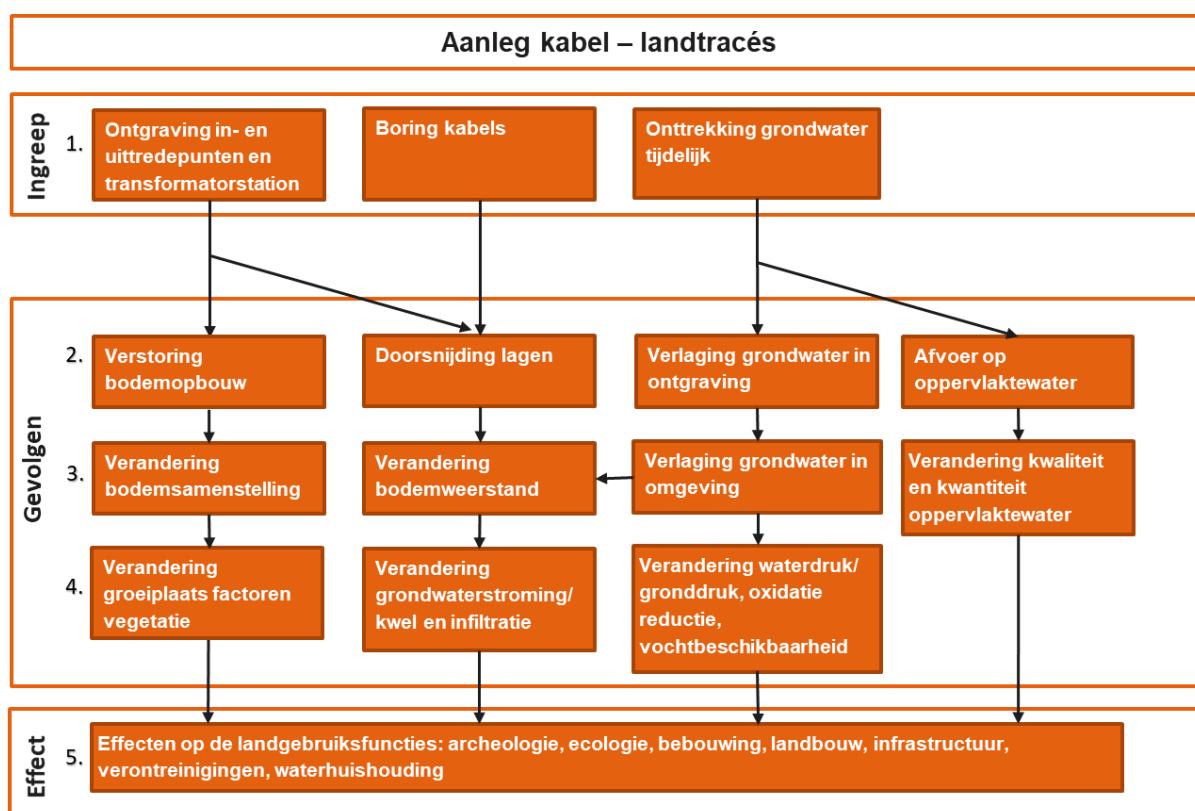 Aanleg kabel – landtracés
Ingreep
1.
Ontgraving in- en
uittredepunten en
transformatorstation
Boring kabels
Onttrekking grondwater
tijdelijk
Gevolgen
2.
Verstoring
bodemopbouw
Doorsnijding lagen
Verlaging grondwater in
ontgraving
Afvoer op
oppervlaktewater
3.
Verandering
bodemsamenstelling
Verandering
bodemweerstand
Verlaging grondwater in
omgeving
Verandering kwaliteit
en kwantiteit
oppervlaktewater
4.
Verandering
groeiplaats factoren
vegetatie
Verandering
grondwaterstroming/
kwel en infiltratie
Verandering waterdruk/
gronddruk, oxidatie
reductie,
vochtbeschikbaarheid
Effect
5.
Effecten op de landgebruiksfuncties: archeologie, ecologie, bebouwing, landbouw, infrastructuur,
verontreinigingen, waterhuishouding